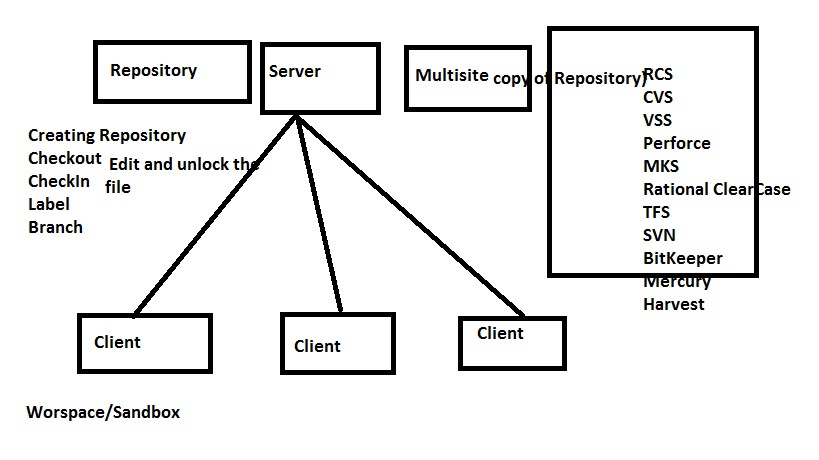 Repository
Server
Multisite copy of Repository)
RCS
CVS
VSS
Perforce
MKS
Rational ClearCase
TFS
SVN
BitKeeper
Mercury
Harvest
Creating Repository
Checkout
CheckIn
Label
Branch
Edit and unlock the
file
Client
Client
Client
Worspace/Sandbox